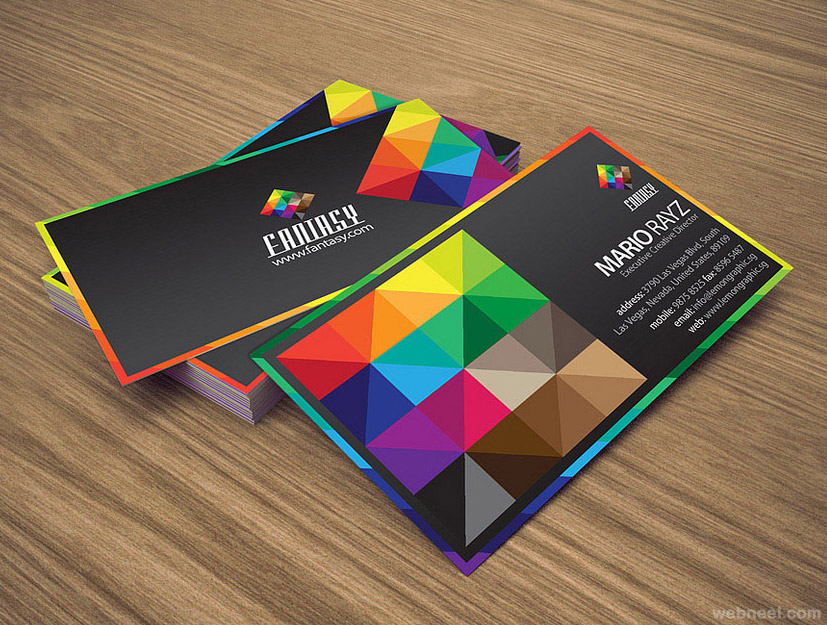 FANTASY
www.fantasy.com
FANTASY
MARIO RAYZ
Executive Creative Director
address: 3790 Las Vegas Blvd. South
Las Vegas, Nevada, United States, 89109
mobile: 9875 8525 fax: 8596 5487
email: info@lemongraphic.sg
web: www.lemongraphic.sg
webneel.com